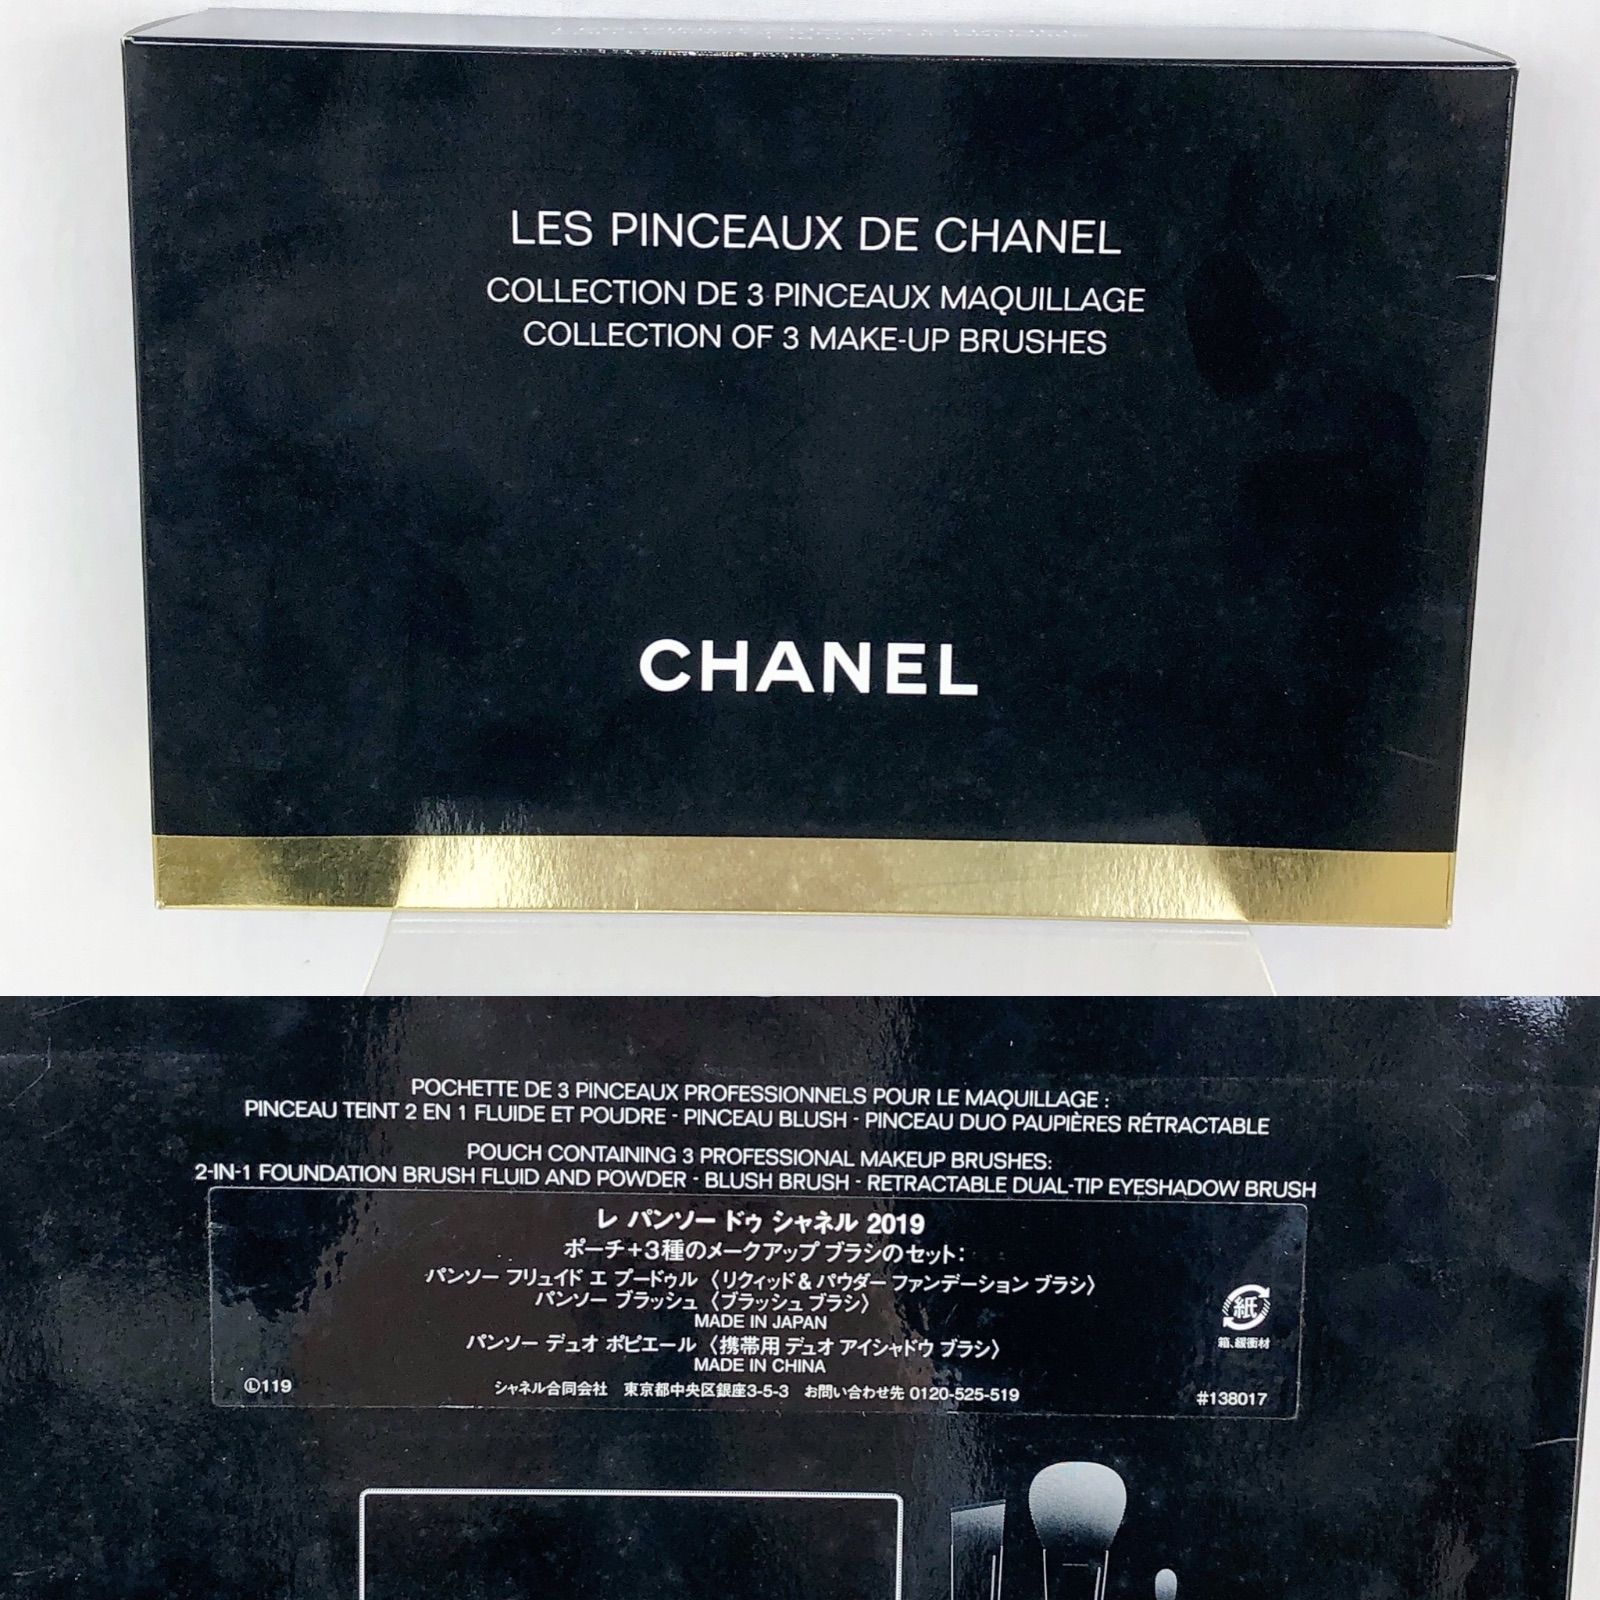 LES PINCEAUX DE CHANEL
COLLECTION DE 3 PINCEAUX MAQUILLAGE
COLLECTION OF 3 MAKE-UP BRUSHES
CHANEL
POCHETTE DE 3 PINCEAUX PROFESSIONNELS POUR LE MAQUILLAGE :
PINCEAU TEINT 2 EN 1 FLUIDE ET POUDRE - PINCEAU BLUSH - PINCEAU DUO PAUPIÈRES RÉTRACTABLE
POUCH CONTAINING 3 PROFESSIONAL MAKEUP BRUSHES:
2-IN-1 FOUNDATION BRUSH FLUID AND POWDER - BLUSH BRUSH - RETRACTABLE DUAL-TIP EYESHADOW BRUSH
レ パンソー ドゥ シャネル 2019
ポーチ+3種のメークアップ ブラシのセット:
パンソー フリュイド エ プードゥル 〈リクィッド&パウダー ファンデーション ブラシ〉
パンソー ブラッシュ 〈ブラッシュ ブラシ〉
MADE IN JAPAN
パンソー デュオ ポピエール 〈携帯用 デュオ アイシャドウ ブラシ〉
MADE IN CHINA
紙
箱、緩衝材
Ⓛ119 シャネル合同会社 東京都中央区銀座3-5-3 お問い合わせ先 0120-525-519 #138017